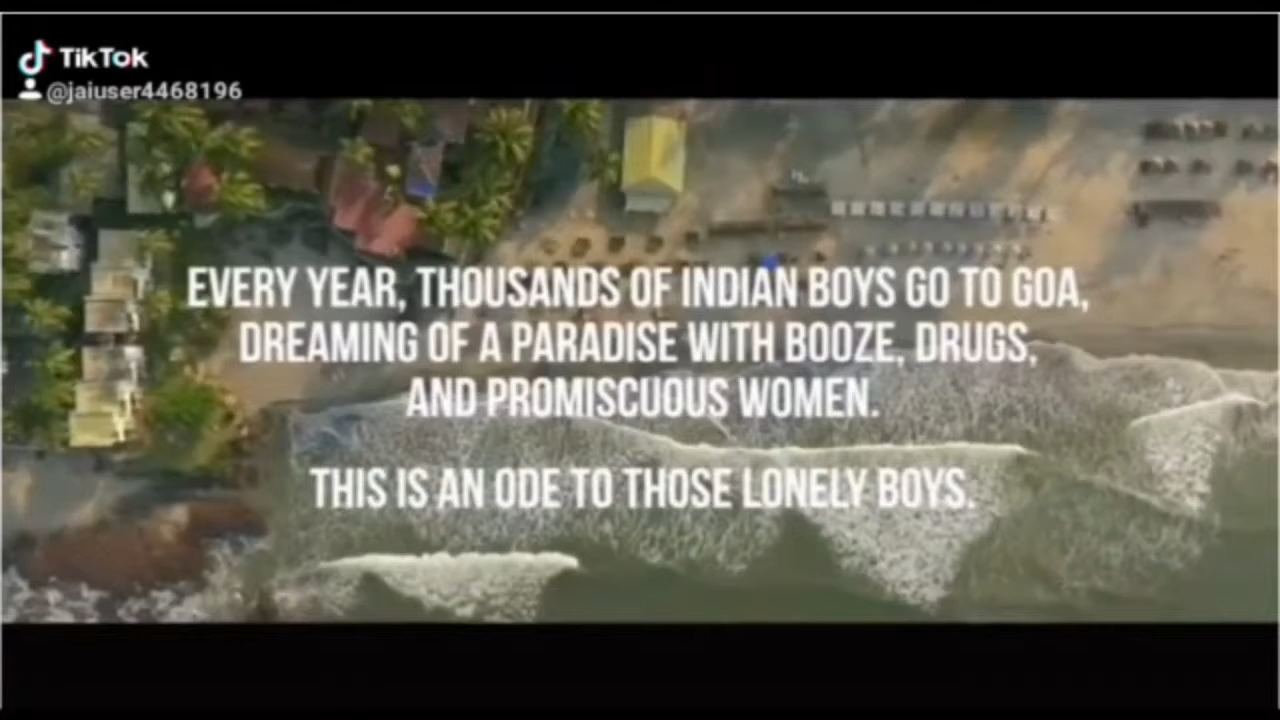 TikTok
@jaiuser4468196
EVERY YEAR, THOUSANDS OF INDIAN BOYS GO TO GOA,
DREAMING OF A PARADISE WITH BOOZE, DRUGS,
AND PROMISCUOUS WOMEN.
THIS IS AN ODE TO THOSE LONELY BOYS.